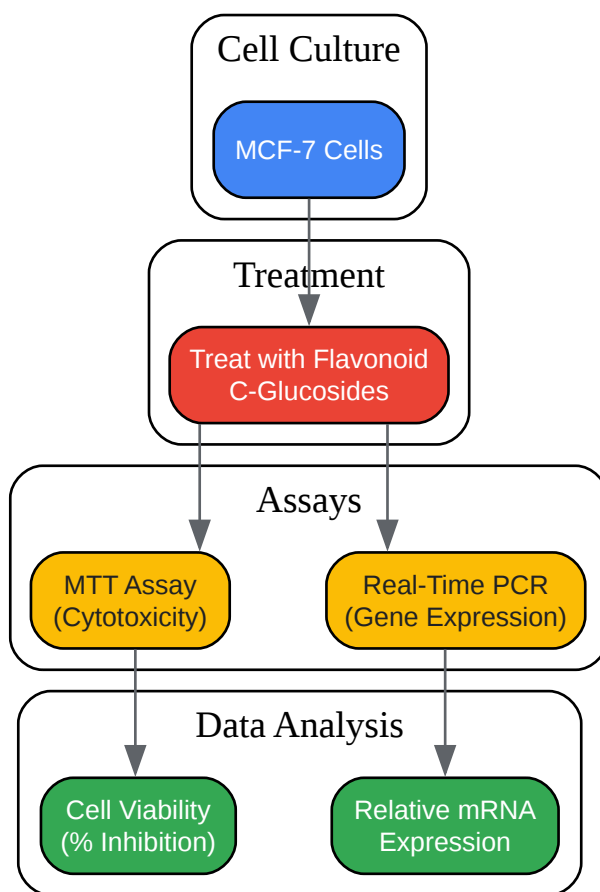 Cell Culture
MCF-7 Cells
Treatment
Treat with Flavonoid
C-Glucosides
Assays
MTT Assay
(Cytotoxicity)
Real-Time PCR
(Gene Expression)
Data Analysis
Cell Viability
(% Inhibition)
Relative mRNA
Expression